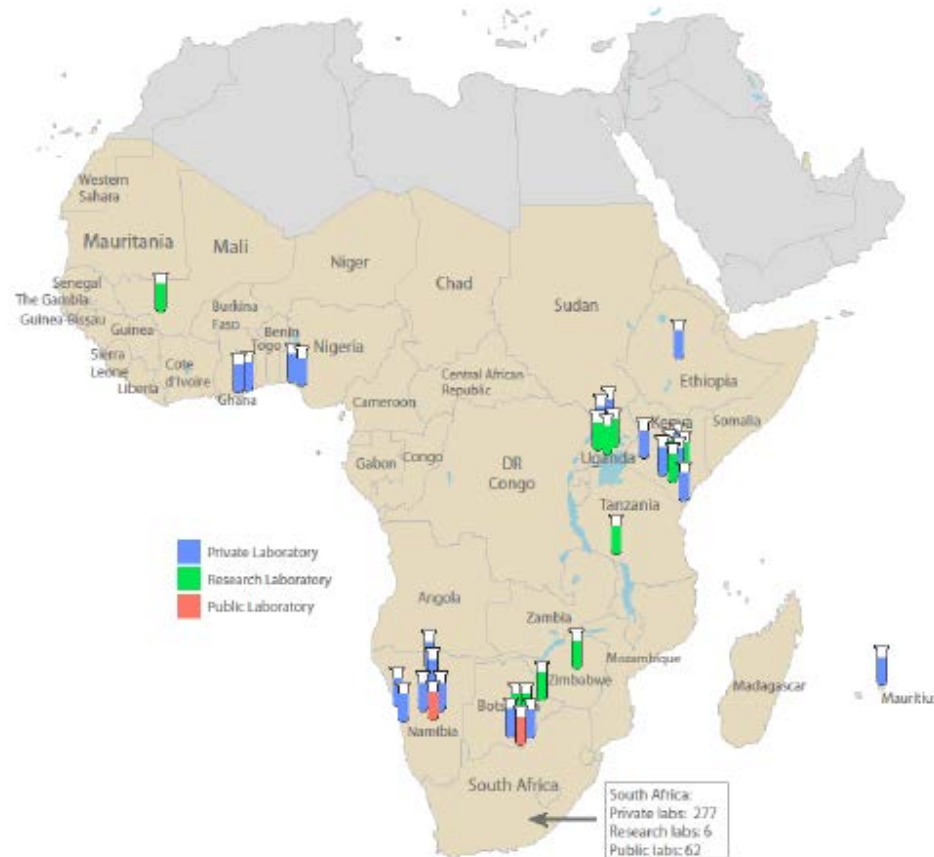 Western
Sahara
Mauritania
Mali
Niger
Chad
Sudan
Senegal
The Gambia
Guinea-Bissau
Guinea
Burkina
Faso
Benin
Togo
Nigeria
Sierra
Leone
Liberia
Cote
d'Ivoire
Ghana
Cameroon
Central African
Republic
Ethiopia
Somalia
Kenya
Uganda
Gabon
Congo
DR
Congo
Tanzania
Private Laboratory
Research Laboratory
Public Laboratory
Angola
Zambia
Mozambique
Zimbabwe
Madagascar
Mauritiu
Bots
Namibia
South Africa
South Africa:
Private labs: 277
Research labs: 6
Public labs: 62